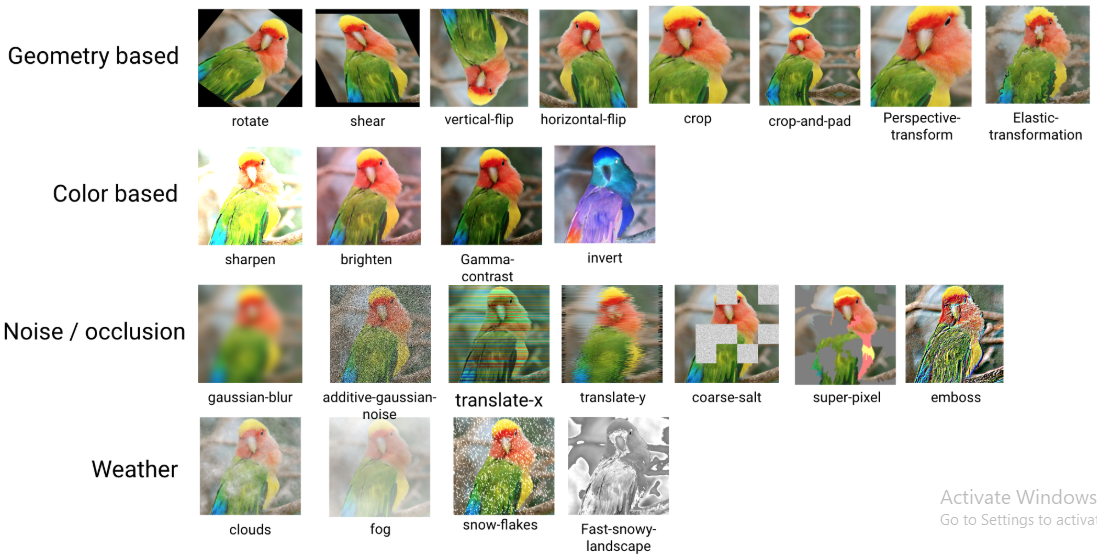 Geometry based
rotate
shear
vertical-flip
horizontal-flip
crop
crop-and-pad
Perspective-
transform
Elastic-
transformation
Color based
sharpen
brighten
Gamma-
contrast
invert
Noise / occlusion
gaussian-blur
additive-gaussian-
noise
translate-x
translate-y
coarse-salt
super-pixel
emboss
Weather
clouds
fog
snow-flakes
Fast-snowy-
landscape
Activate Windows
Go to Settings to activat